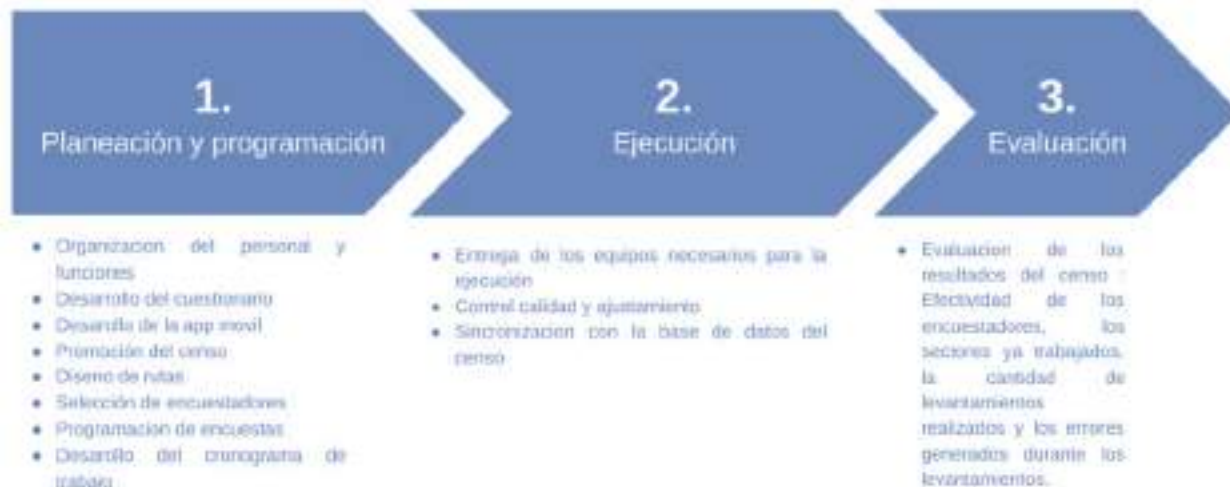 1.
Planeación y programación
• Organizacion del personal y
funciones
• Desarrollo del cuestionario
• Desarollo de la app movil
• Promoción del censo
• Diseno de rutas
• Selección de encuestadores
• Programacion de encuestas
• Desarollo del cronograma de
trabajo
2.
Ejecución
• Entrega de los equipos necesarios para la
ejecución
• Control calidad y ajustamiento
• Sincronizacion con la base de datos del
censo
3.
Evaluación
• Evaluacion de los
resultados del censo :
Efectividad de los
encuestadores, los
sectores ya trabajados,
la cantidad de
levantamientos
realizados y los errores
generados durante los
levantamientos.